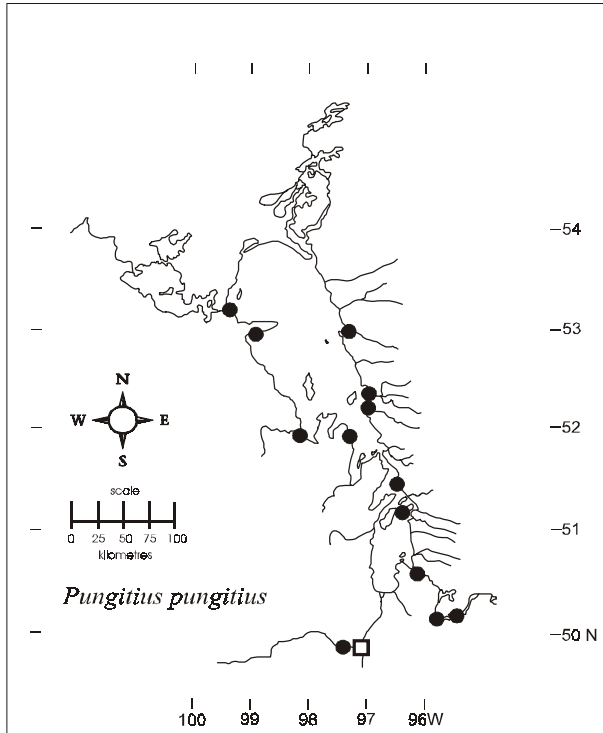 54
53
N
W E
S
52
scale
0 25 50 75 100
kilometres
51
Pungitius pungitius
50 N
100 99 98 97 96W